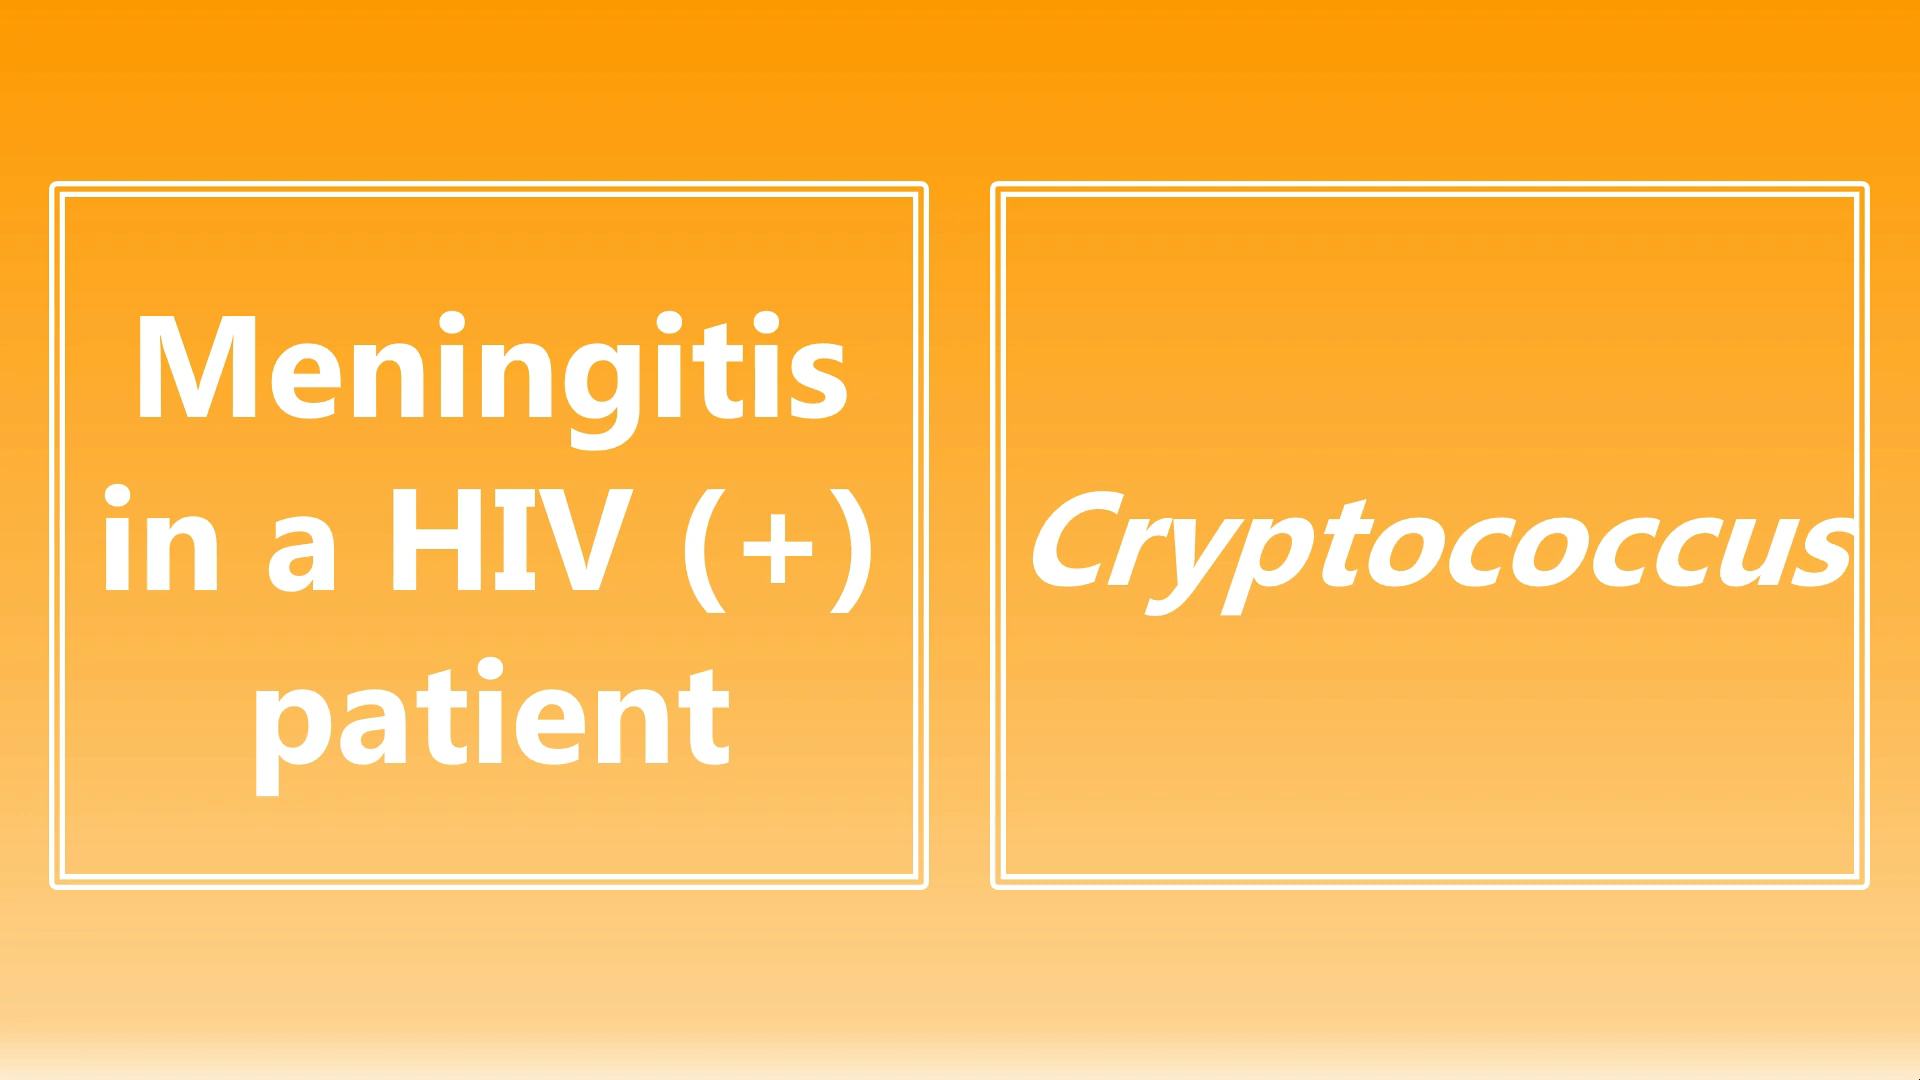 Meningitis
in a HIV (+)
patient
Cryptococcus